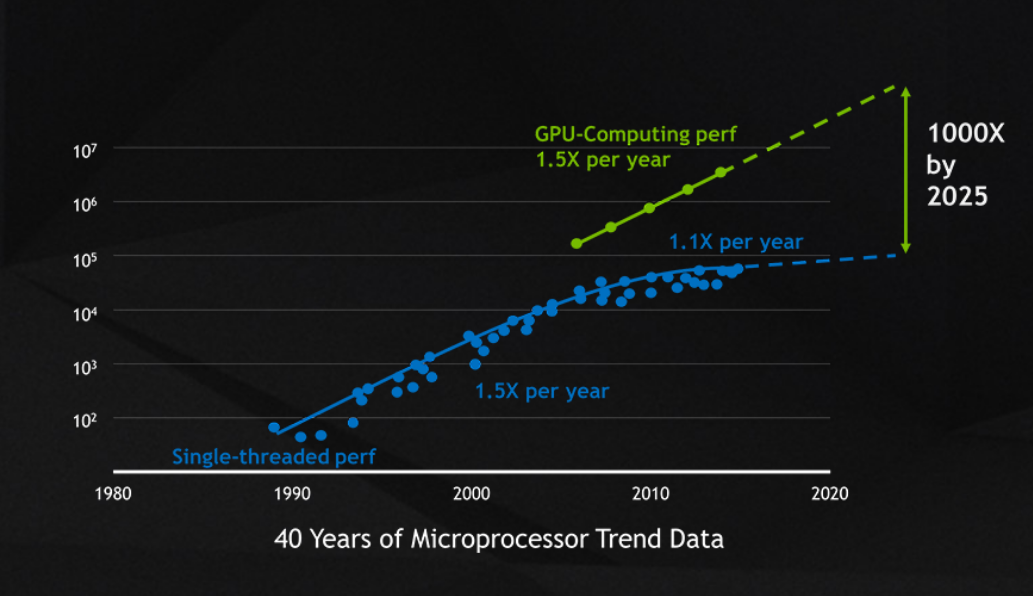 GPU-Computing perf
1.5X per year
1000X
by
2025
10⁷
10⁶
1.1X per year
10⁵
10⁴
10³
1.5X per year
10²
Single-threaded perf
1980
1990
2000
2010
2020
40 Years of Microprocessor Trend Data